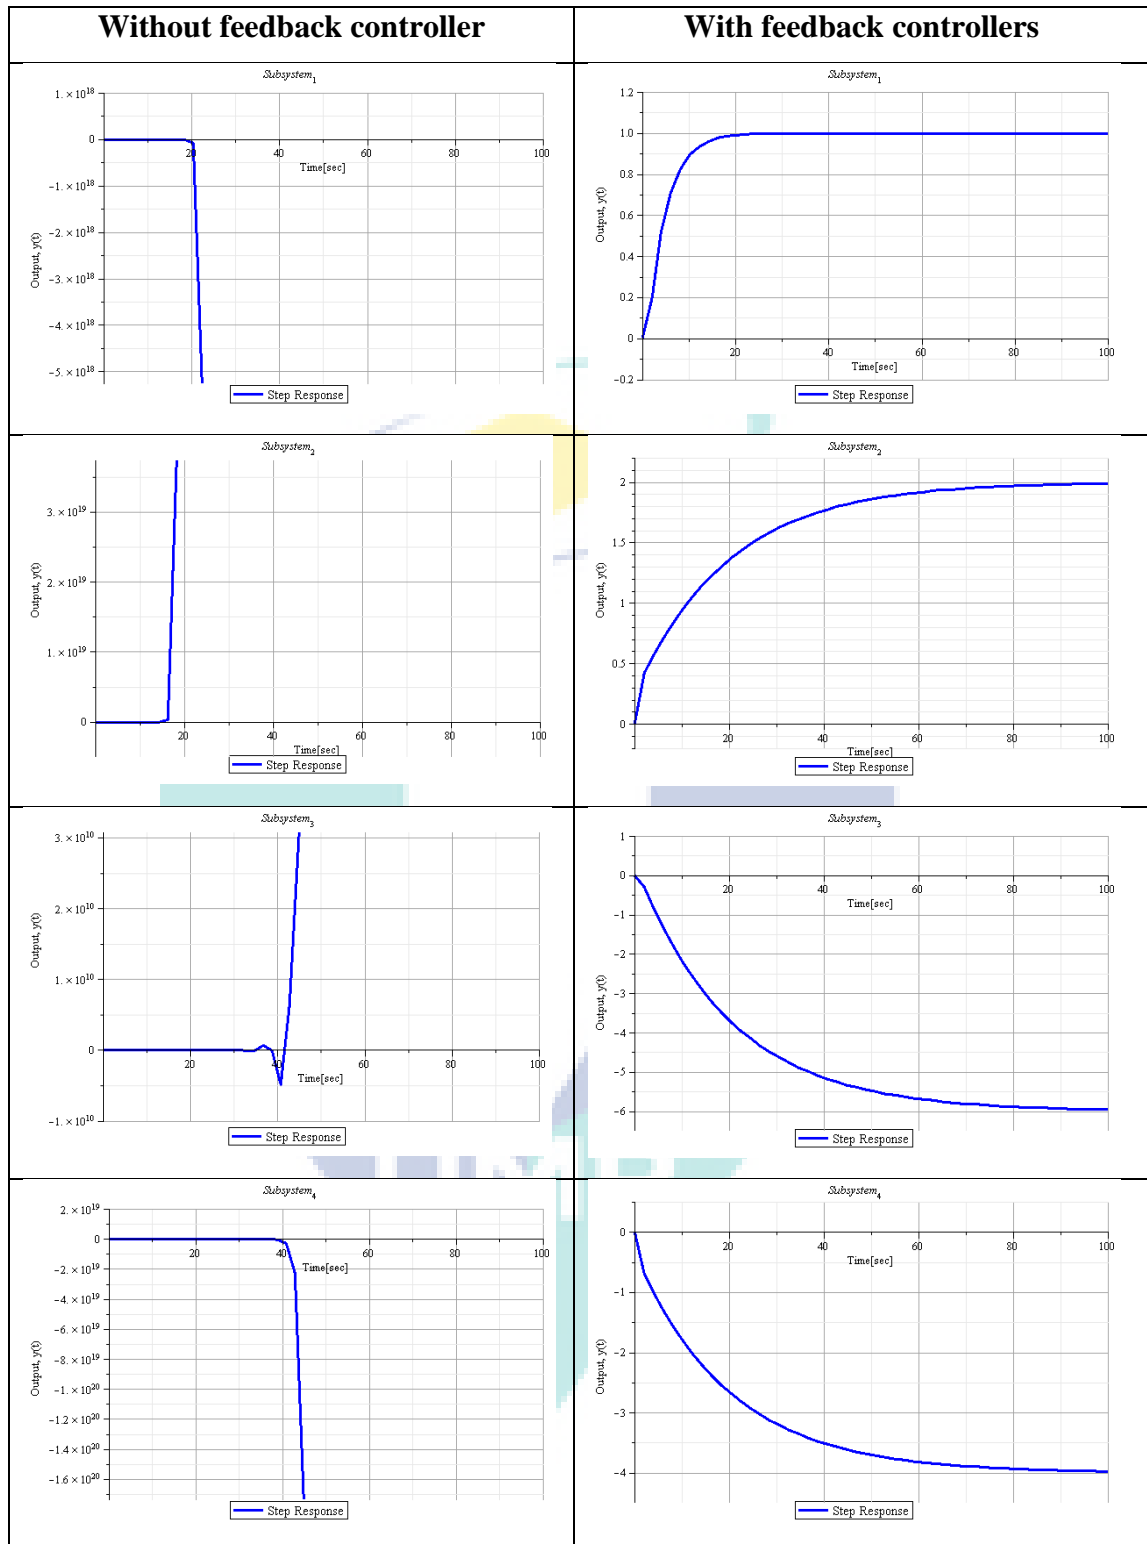 Without feedback controller
With feedback controllers
Subsystem1
1. × 10^18
0
−1. × 10^18
−2. × 10^18
−3. × 10^18
−4. × 10^18
−5. × 10^18
20 40 60 80 100
Time[sec]
Output, y(t)
Step Response
Subsystem1
1.2
1.0
0.8
0.6
0.4
0.2
0
−0.2
20 40 60 80 100
Time[sec]
Output, y(t)
Step Response
Subsystem2
3. × 10^19
2. × 10^19
1. × 10^19
0
20 40 60 80 100
Time[sec]
Output, y(t)
Step Response
Subsystem2
2
1.5
1
0.5
0
20 40 60 80 100
Time[sec]
Output, y(t)
Step Response
Subsystem3
3. × 10^10
2. × 10^10
1. × 10^10
0
−1. × 10^10
20 40 60 80 100
Time[sec]
Output, y(t)
Step Response
Subsystem3
1
0
−1
−2
−3
−4
−5
−6
20 40 60 80 100
Time[sec]
Output, y(t)
Step Response
Subsystem4
2. × 10^19
0
−2. × 10^19
−4. × 10^19
−6. × 10^19
−8. × 10^19
−1. × 10^20
−1.2 × 10^20
−1.4 × 10^20
−1.6 × 10^20
20 40 60 80 100
Time[sec]
Output, y(t)
Step Response
Subsystem4
0
−1
−2
−3
−4
20 40 60 80 100
Time[sec]
Output, y(t)
Step Response